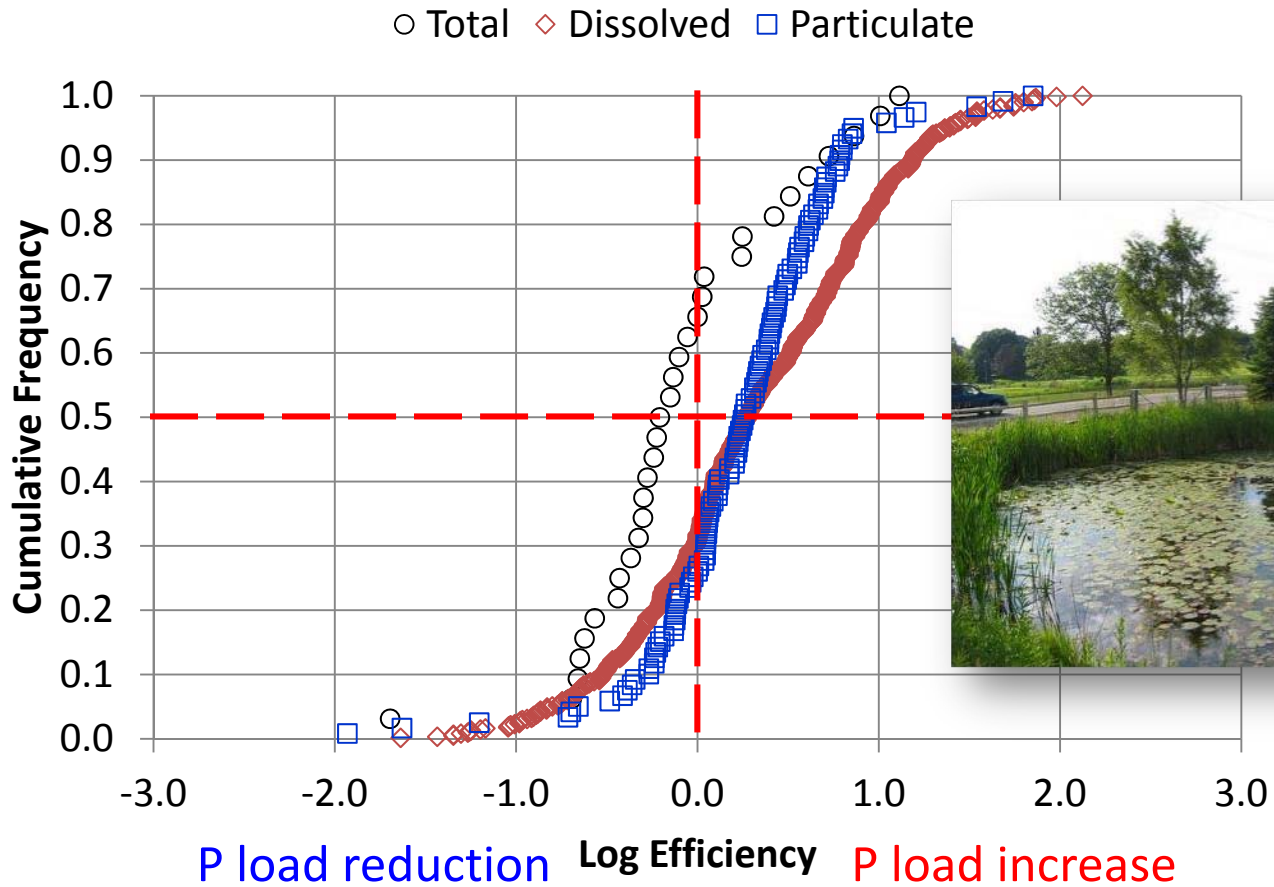 Total Dissolved Particulate
Cumulative Frequency
1.0
0.9
0.8
0.7
0.6
0.5
0.4
0.3
0.2
0.1
0.0
-3.0 -2.0 -1.0 0.0 1.0 2.0 3.0
P load reduction Log Efficiency P load increase